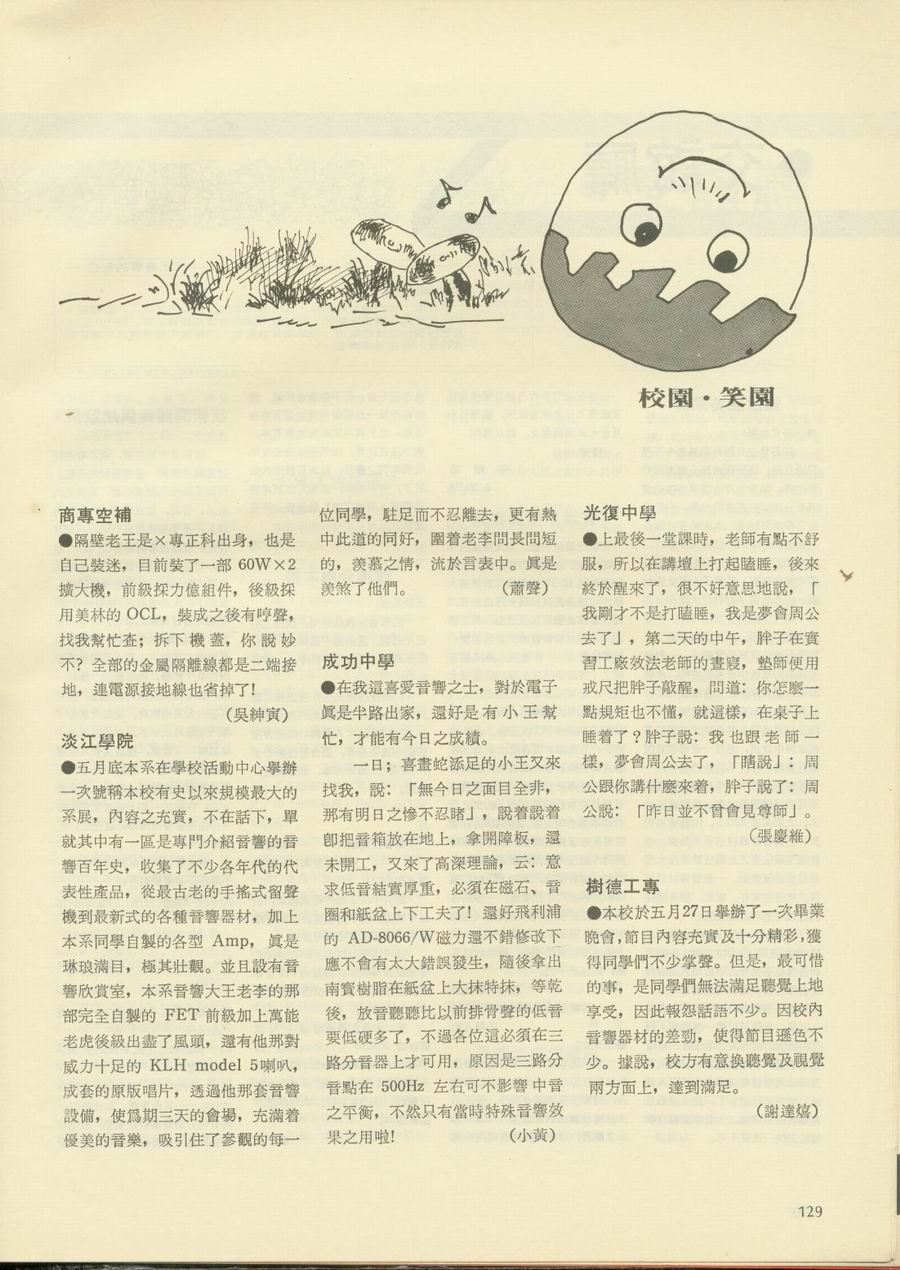 校園・笑園
商專空補
●隔壁老王是×專正科出身，也是
自己裝迷，目前裝了一部 60W×2
擴大機，前級採力億組件，後級採
用美林的 OCL，裝成之後有哼聲，
找我幫忙查；拆下機蓋，你說妙
不？全部的金屬隔離線都是二端接
地，連電源接地線也省掉了！
（吳紳寅）
淡江學院
●五月底本系在學校活動中心舉辦
一次號稱本校有史以來規模最大的
系展，內容之充實，不在話下，單
就其中有一區是專門介紹音響的音
響百年史，收集了不少各年代的代
表性產品，從最古老的手搖式留聲
機到最新式的各種音響器材，加上
本系同學自製的各型 Amp，眞是
琳琅滿目，極其壯觀。並且設有音
響欣賞室，本系音響大王老李的那
部完全自製的 FET 前級加上萬能
老虎後級出盡了風頭，還有他那對
威力十足的 KLH model 5喇叭，
成套的原版唱片，透過他那套音響
設備，使爲期三天的會場，充滿着
優美的音樂，吸引住了參觀的每一
位同學，駐足而不忍離去，更有熱
中此道的同好，圍着老李問長問短
的，羨慕之情，流於言表中。眞是
羨煞了他們。（蕭聲）
成功中學
●在我這喜愛音響之士，對於電子
眞是半路出家，還好是有小王幫
忙，才能有今日之成績。
一日；喜畫蛇添足的小王又來
找我，說：「無今日之面目全非，
那有明日之慘不忍睹」，說着說着
卽把音箱放在地上，拿開障板，還
未開工，又來了高深理論，云：意
求低音結實厚重，必須在磁石、音
圈和紙盆上下工夫了！還好飛利浦
的 AD-8066/W磁力還不錯修改下
應不會有太大錯誤發生，隨後拿出
南寶樹脂在紙盆上大抹特抹，等乾
後，放音聽聽比以前排骨聲的低音
要低硬多了，不過各位這必須在三
路分音器上才可用，原因是三路分
音點在 500Hz 左右可不影響中音
之平衡，不然只有當時特殊音響效
果之用啦！（小黃）
光復中學
●上最後一堂課時，老師有點不舒
服，所以在講壇上打起瞌睡，後來
終於醒來了，很不好意思地說，「
我剛才不是打瞌睡，我是夢會周公
去了」，第二天的中午，胖子在實
習工廠效法老師的晝寢，塾師便用
戒尺把胖子敲醒，問道：你怎麼一
點規矩也不懂，就這樣，在桌子上
睡着了？胖子說：我也跟老師一
樣，夢會周公去了，「瞎說」：周
公跟你講什麼來着，胖子說了：周
公說：「昨日並不曾會見尊師」。
（張慶維）
樹德工專
●本校於五月27日舉辦了一次畢業
晚會，節目內容充實及十分精彩，獲
得同學們不少掌聲。但是，最可惜
的事，是同學們無法滿足聽覺上地
享受，因此報怨話語不少。因校內
音響器材的差勁，使得節目遜色不
少。據說，校方有意換聽覺及視覺
兩方面上，達到滿足。
（謝達熺）
129